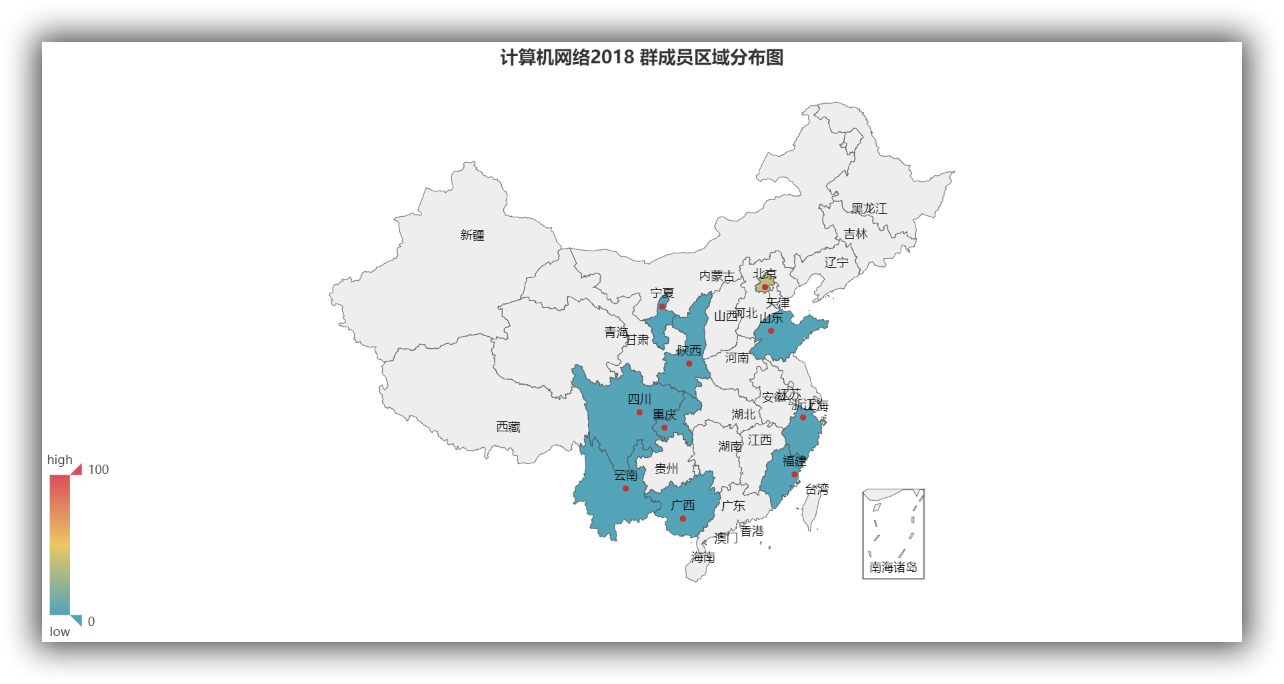 计算机网络2018 群成员区域分布图
黑龙江
新疆
吉林
辽宁
内蒙古
北京
宁夏
天津
山西
河北
山东
青海
甘肃
陕西
河南
安徽
江苏
四川
浙江
上海
重庆
湖北
西藏
湖南
江西
high
贵州
福建
100
云南
台湾
广西
广东
香港
澳门
海南
南海诸岛
0
low